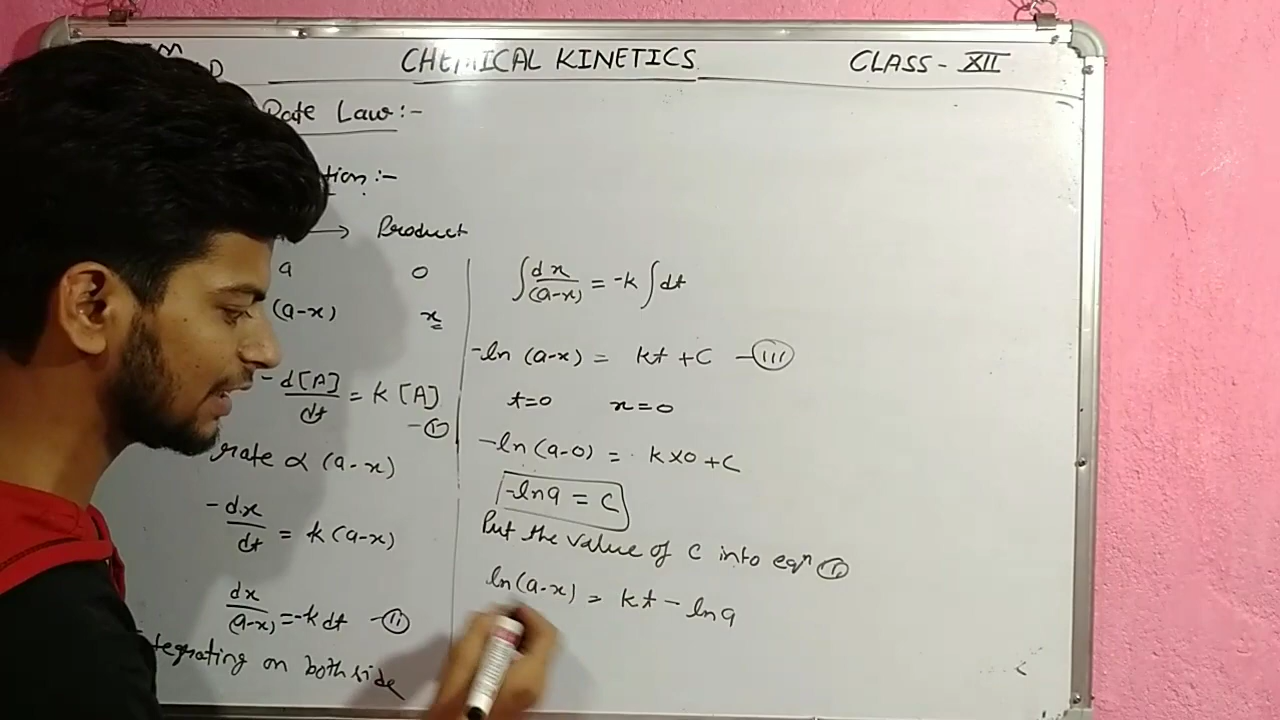 CHEMICAL KINETICS
CLASS - XII
Rate Law :-
→ Product
a 0
(a-x) x
-d[A]/dt = k [A] -(I)
rate ∝ (a-x)
-dx/dt = k (a-x)
dx/(a-x) = -k dt -(II)
integrating on both side
∫dx/(a-x) = -k ∫dt
-ln (a-x) = kt + C -(III)
t=0 x=0
-ln (a-0) = k×0 + C
-ln a = C
Put the value of C into eqn (I)
ln(a-x) = kt - ln a